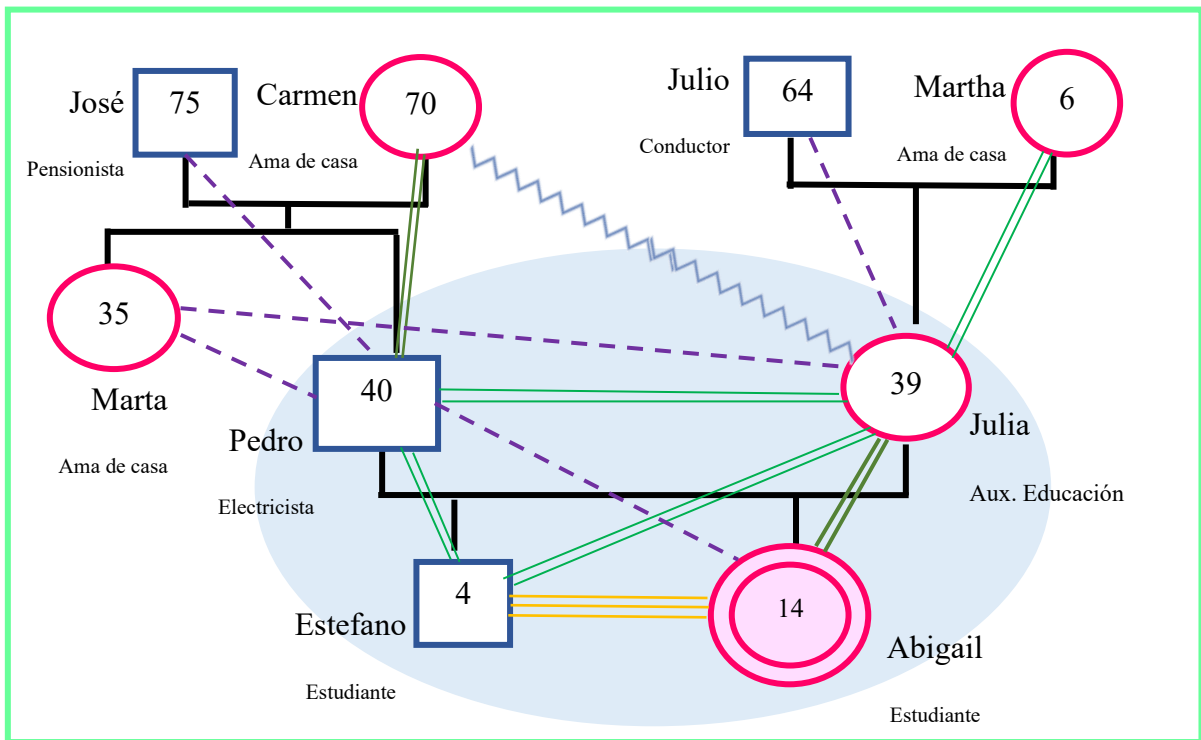 José
75
Pensionista
Carmen
70
Ama de casa
Julio
64
Conductor
Martha
6
Ama de casa
35
Marta
Ama de casa
40
Pedro
Electricista
39
Julia
Aux. Educación
4
Estefano
Estudiante
14
Abigail
Estudiante